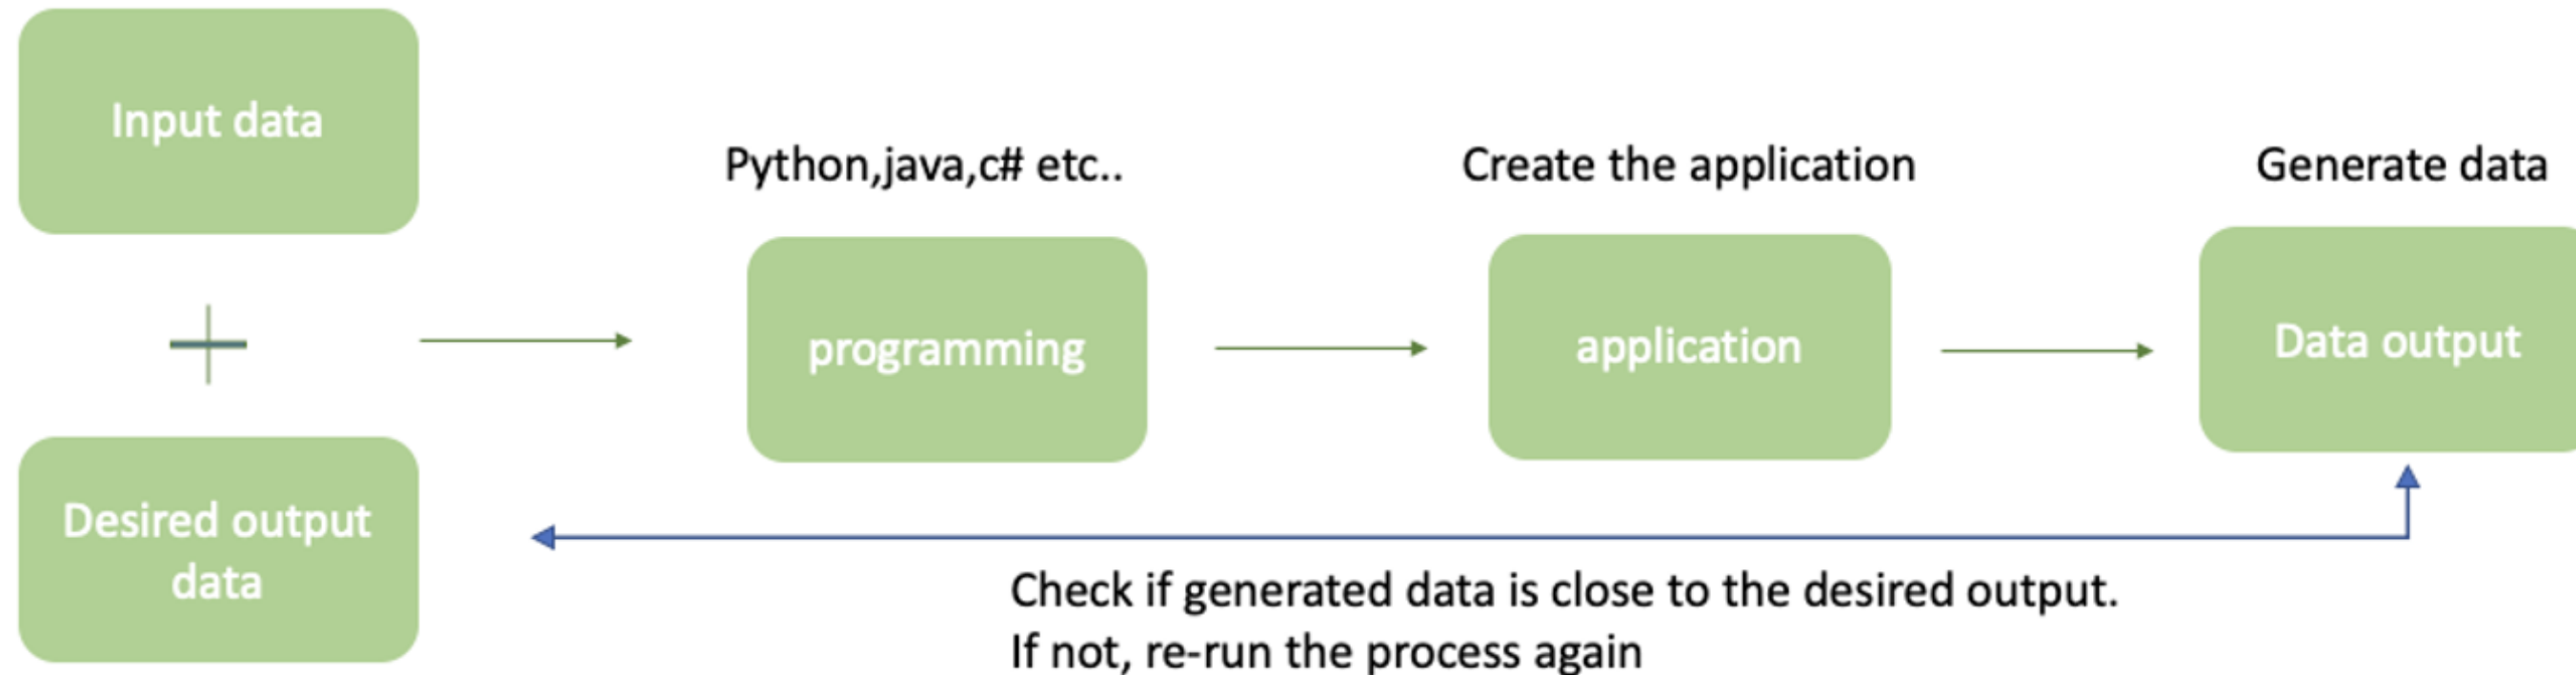 Input data
Python,java,c# etc..
Create the application
Generate data
programming
application
Data output
Desired output
data
Check if generated data is close to the desired output.
If not, re-run the process again